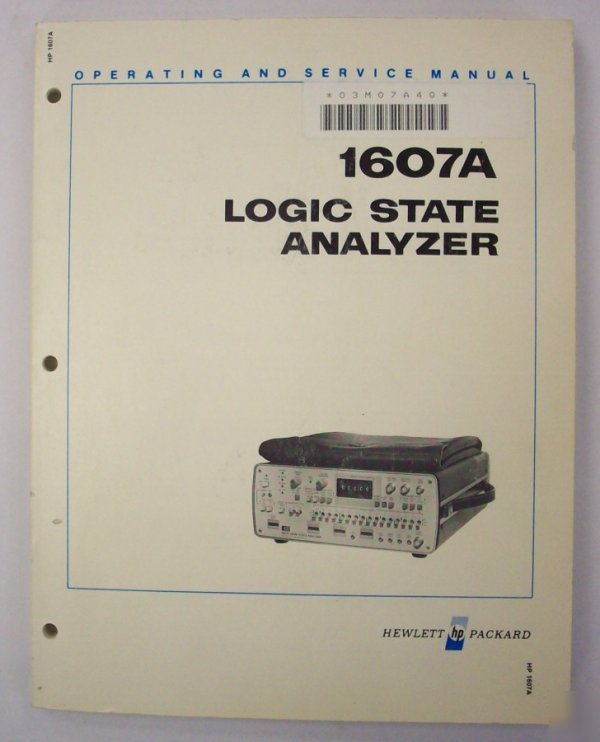 HP 1607A
OPERATING AND SERVICE MANUAL
*03M07A40*
1607A
LOGIC STATE
ANALYZER
HEWLETT hp PACKARD
HP 1607A